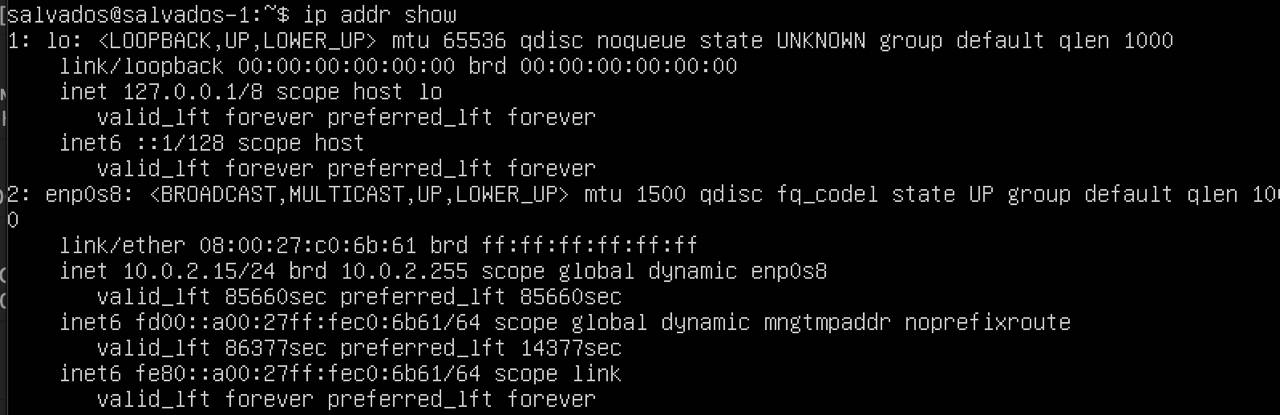 salvados@salvados-1:~$ ip addr show
1: lo: <LOOPBACK,UP,LOWER_UP> mtu 65536 qdisc noqueue state UNKNOWN group default qlen 1000
    link/loopback 00:00:00:00:00:00 brd 00:00:00:00:00:00
    inet 127.0.0.1/8 scope host lo
       valid_lft forever preferred_lft forever
    inet6 ::1/128 scope host
       valid_lft forever preferred_lft forever
2: enp0s8: <BROADCAST,MULTICAST,UP,LOWER_UP> mtu 1500 qdisc fq_codel state UP group default qlen 100
0
    link/ether 08:00:27:c0:6b:61 brd ff:ff:ff:ff:ff:ff
    inet 10.0.2.15/24 brd 10.0.2.255 scope global dynamic enp0s8
       valid_lft 85660sec preferred_lft 85660sec
    inet6 fd00::a00:27ff:fec0:6b61/64 scope global dynamic mngtmpaddr noprefixroute
       valid_lft 86377sec preferred_lft 14377sec
    inet6 fe80::a00:27ff:fec0:6b61/64 scope link
       valid_lft forever preferred_lft forever